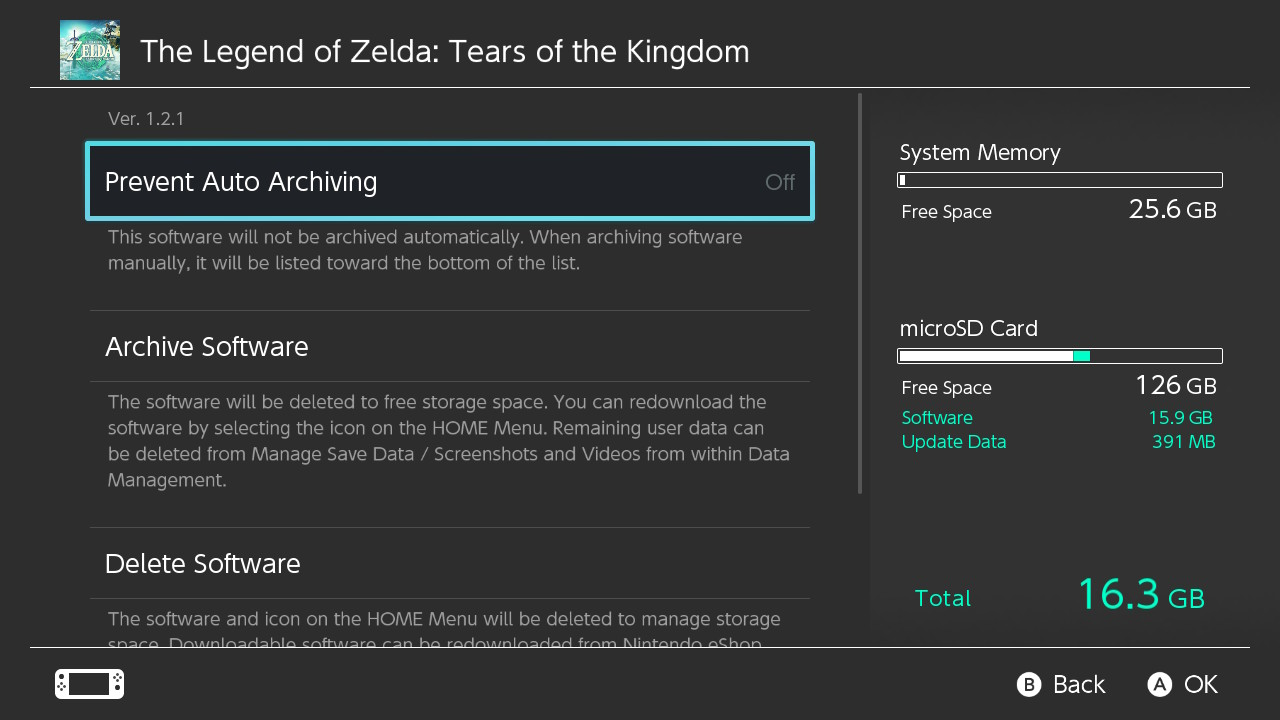 ZELDA
The Legend of Zelda: Tears of the Kingdom
Ver. 1.2.1
Prevent Auto Archiving Off
This software will not be archived automatically. When archiving software
manually, it will be listed toward the bottom of the list.
Archive Software
The software will be deleted to free storage space. You can redownload the
software by selecting the icon on the HOME Menu. Remaining user data can
be deleted from Manage Save Data / Screenshots and Videos from within Data
Management.
Delete Software
The software and icon on the HOME Menu will be deleted to manage storage
space. Downloadable software can be redownloaded from Nintendo eShop
System Memory
Free Space 25.6 GB
microSD Card
Free Space 126 GB
Software 15.9 GB
Update Data 391 MB
Total 16.3 GB
B Back A OK